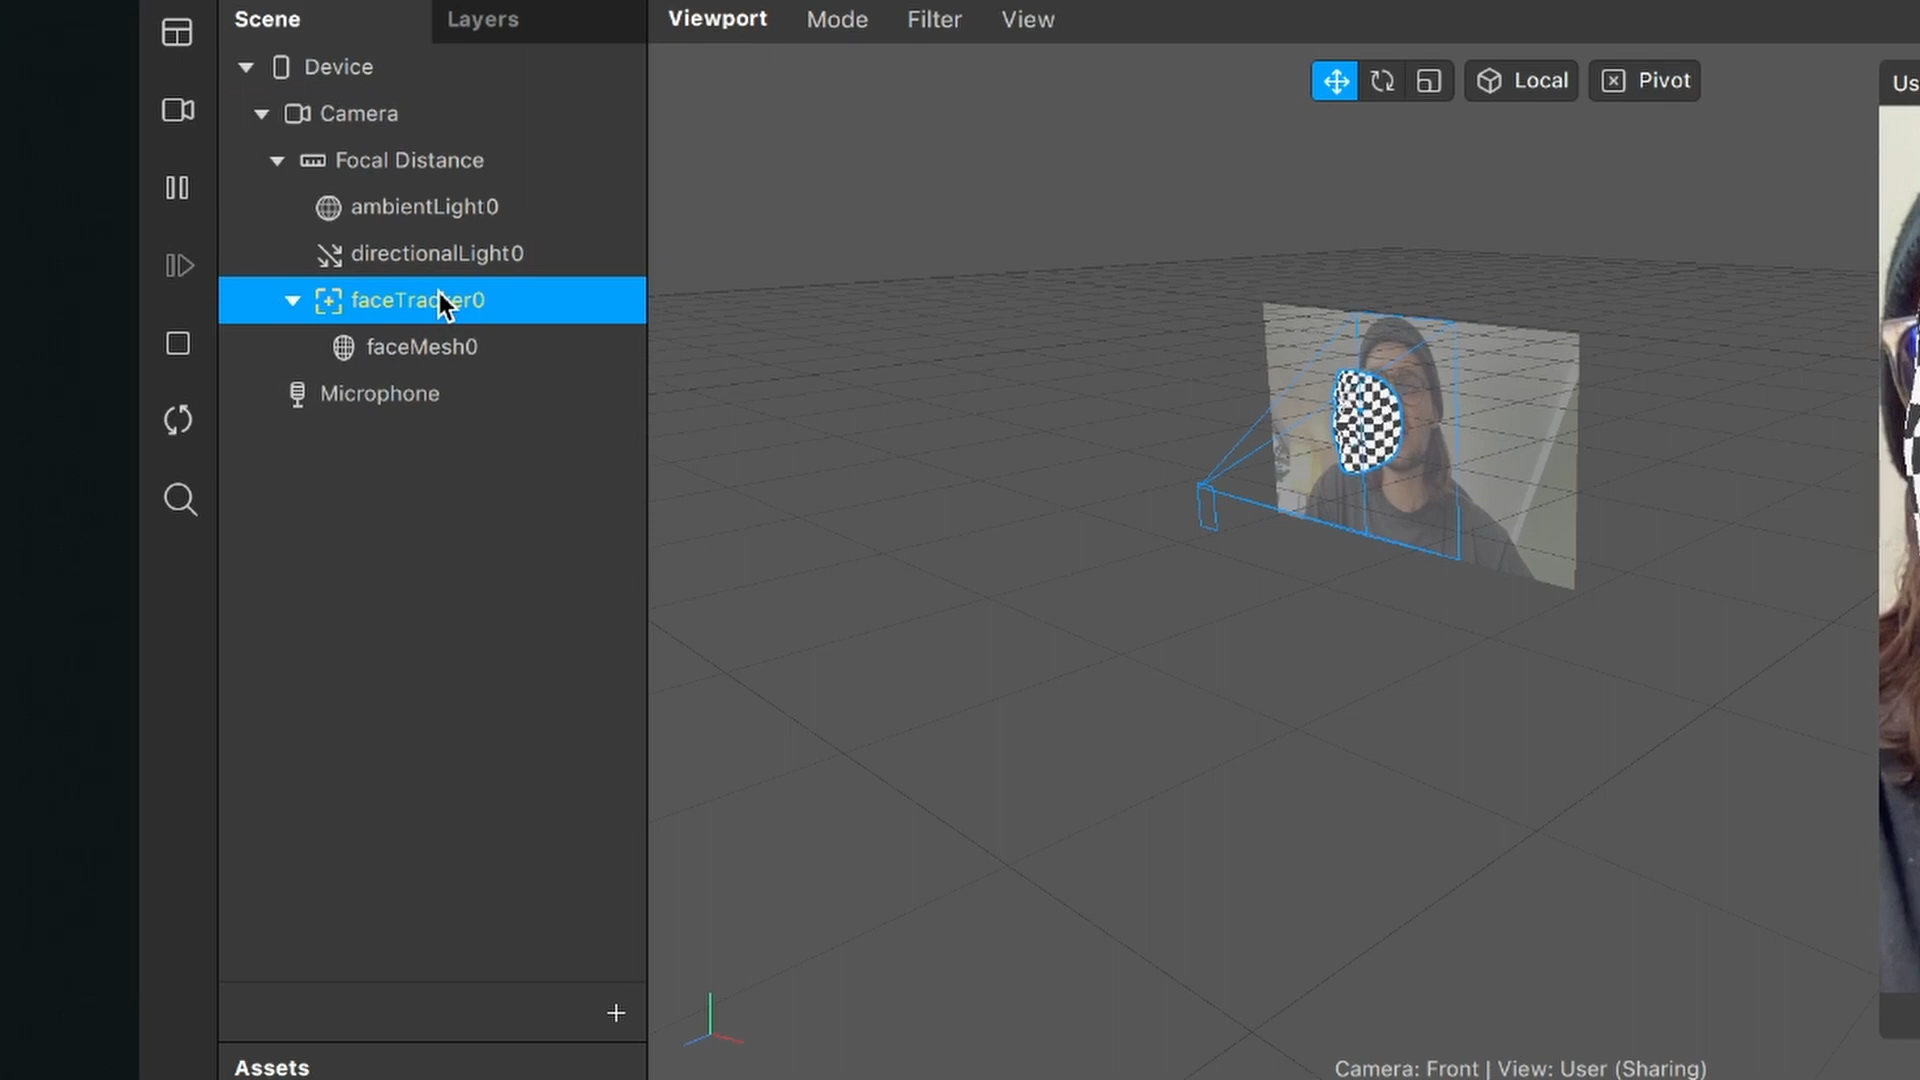 Scene
Layers
Viewport
Mode
Filter
View
Device
Camera
Focal Distance
ambientLight0
directionalLight0
faceTracker0
faceMesh0
Microphone
Local
Pivot
Us
Assets
Camera: Front | View: User (Sharing)